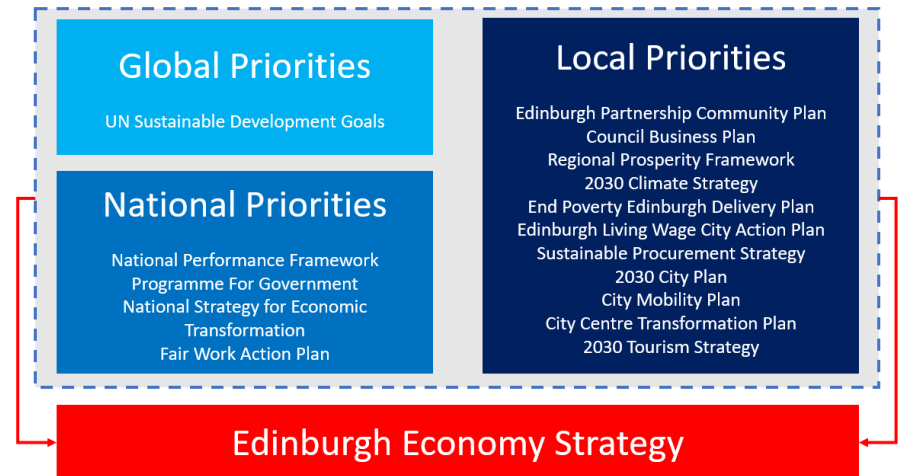 Global Priorities
UN Sustainable Development Goals
National Priorities
National Performance Framework
Programme For Government
National Strategy for Economic
Transformation
Fair Work Action Plan
Local Priorities
Edinburgh Partnership Community Plan
Council Business Plan
Regional Prosperity Framework
2030 Climate Strategy
End Poverty Edinburgh Delivery Plan
Edinburgh Living Wage City Action Plan
Sustainable Procurement Strategy
2030 City Plan
City Mobility Plan
City Centre Transformation Plan
2030 Tourism Strategy
Edinburgh Economy Strategy